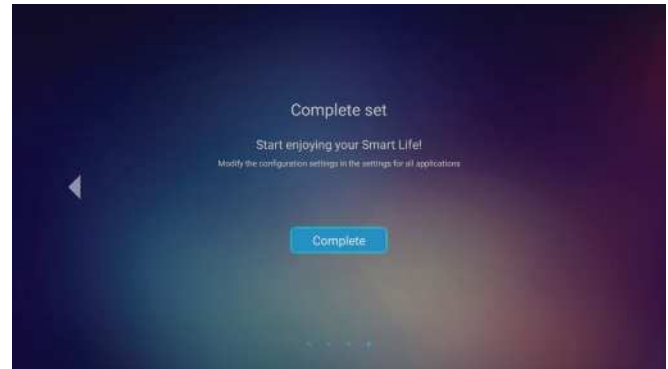 Complete set
Start enjoying your Smart Life!
Modify the configuration settings in the settings for all applications
Complete